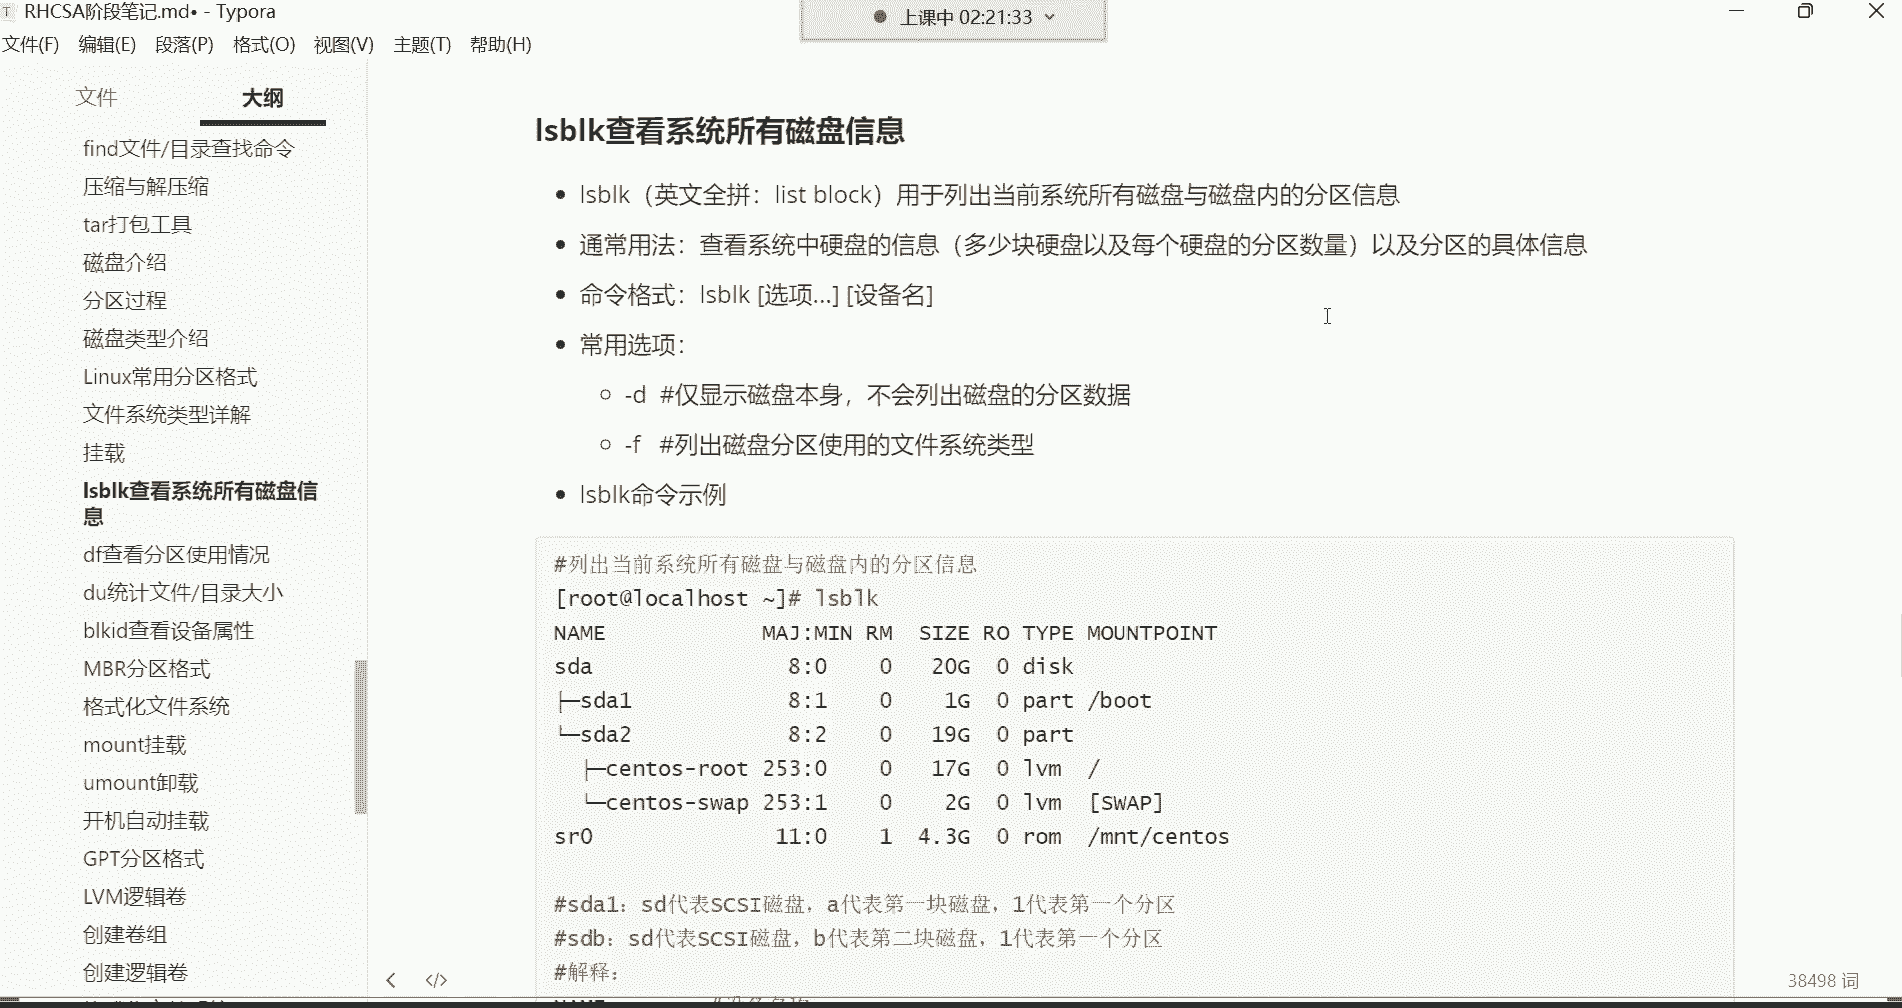 RHCSA阶段笔记.md• - Typora
上课中 02:21:33
文件(F) 编辑(E) 段落(P) 格式(O) 视图(V) 主题(T) 帮助(H)
文件 大纲
find文件/目录查找命令
压缩与解压缩
tar打包工具
磁盘介绍
分区过程
磁盘类型介绍
Linux常用分区格式
文件系统类型详解
挂载
lsblk查看系统所有磁盘信
息
df查看分区使用情况
du统计文件/目录大小
blkid查看设备属性
MBR分区格式
格式化文件系统
mount挂载
umount卸载
开机自动挂载
GPT分区格式
LVM逻辑卷
创建卷组
创建逻辑卷
lsblk查看系统所有磁盘信息
• lsblk（英文全拼：list block）用于列出当前系统所有磁盘与磁盘内的分区信息
• 通常用法：查看系统中硬盘的信息（多少块硬盘以及每个硬盘的分区数量）以及分区的具体信息
• 命令格式：lsblk [选项...] [设备名]
• 常用选项：
◦ -d #仅显示磁盘本身，不会列出磁盘的分区数据
◦ -f #列出磁盘分区使用的文件系统类型
• lsblk命令示例
#列出当前系统所有磁盘与磁盘内的分区信息
[root@localhost ~]# lsblk
NAME MAJ:MIN RM SIZE RO TYPE MOUNTPOINT
sda 8:0 0 20G 0 disk
├─sda1 8:1 0 1G 0 part /boot
└─sda2 8:2 0 19G 0 part
├─centos-root 253:0 0 17G 0 lvm /
└─centos-swap 253:1 0 2G 0 lvm [SWAP]
sr0 11:0 1 4.3G 0 rom /mnt/centos
#sda1：sd代表SCSI磁盘，a代表第一块磁盘，1代表第一个分区
#sdb：sd代表SCSI磁盘，b代表第二块磁盘，1代表第一个分区
#解释：
38498 词